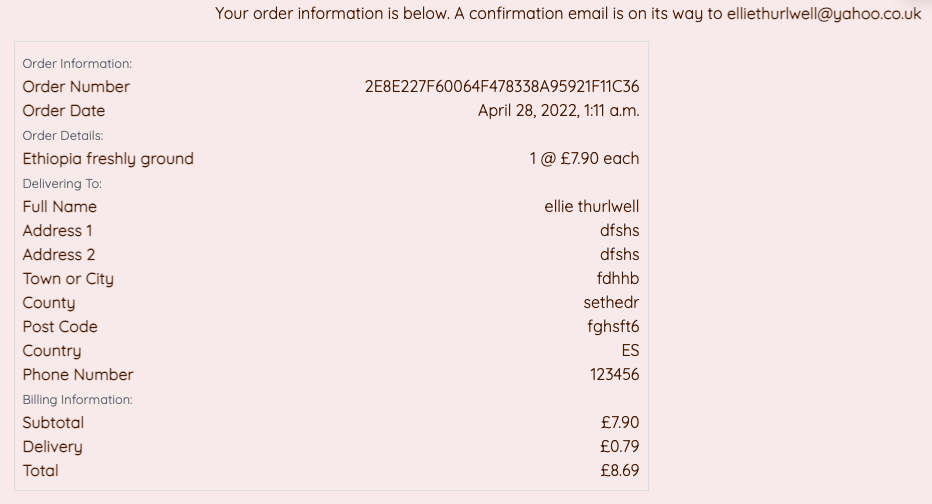 Your order information is below. A confirmation email is on its way to elliethurlwell@yahoo.co.uk
Order Information:
Order Number 2E8E227F60064F478338A95921F11C36
Order Date April 28, 2022, 1:11 a.m.
Order Details:
Ethiopia freshly ground 1 @ £7.90 each
Delivering To:
Full Name ellie thurlwell
Address 1 dfshs
Address 2 dfshs
Town or City fdhhb
County sethedr
Post Code fghsft6
Country ES
Phone Number 123456
Billing Information:
Subtotal £7.90
Delivery £0.79
Total £8.69